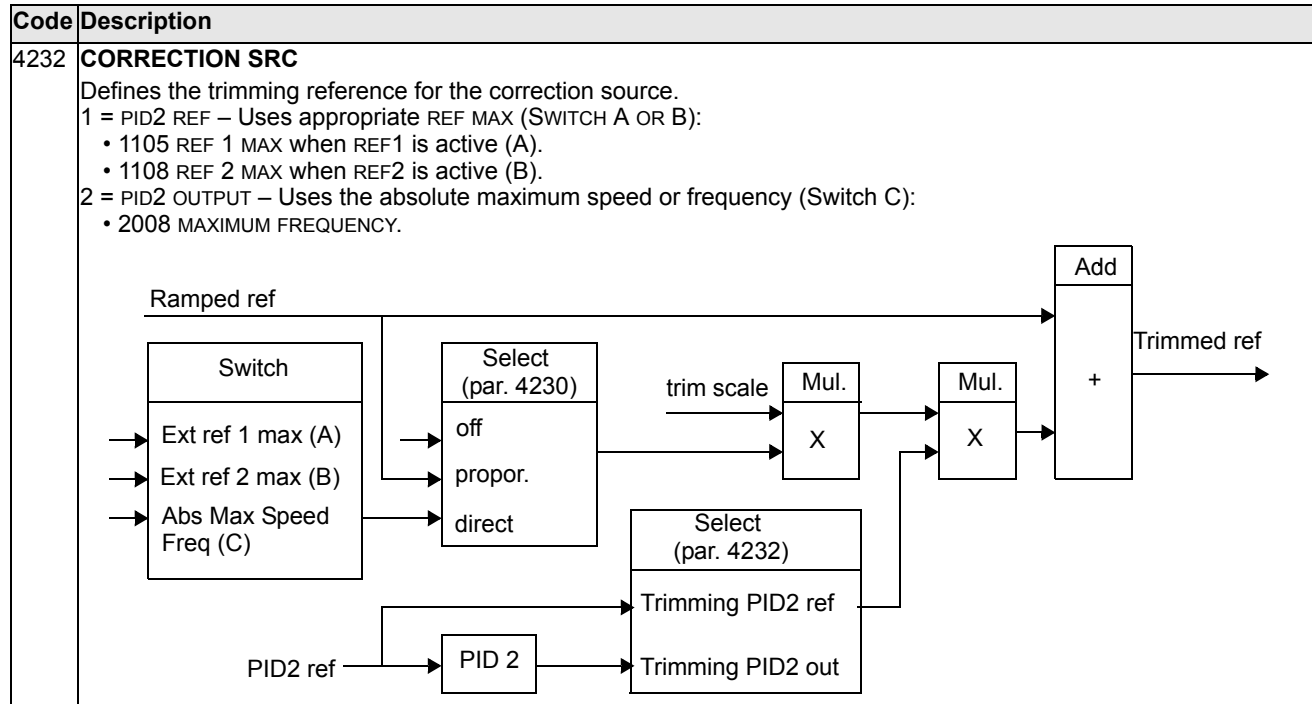 Code Description
4232 CORRECTION SRC
Defines the trimming reference for the correction source.
1 = PID2 REF – Uses appropriate REF MAX (SWITCH A OR B):
• 1105 REF 1 MAX when REF1 is active (A).
• 1108 REF 2 MAX when REF2 is active (B).
2 = PID2 OUTPUT – Uses the absolute maximum speed or frequency (Switch C):
• 2008 MAXIMUM FREQUENCY.
Add
Ramped ref
Trimmed ref
+
Switch
Ext ref 1 max (A)
Ext ref 2 max (B)
Abs Max Speed
Freq (C)
Select
(par. 4230)
off
propor.
direct
trim scale
Mul.
X
Mul.
X
Select
(par. 4232)
Trimming PID2 ref
Trimming PID2 out
PID2 ref
PID 2